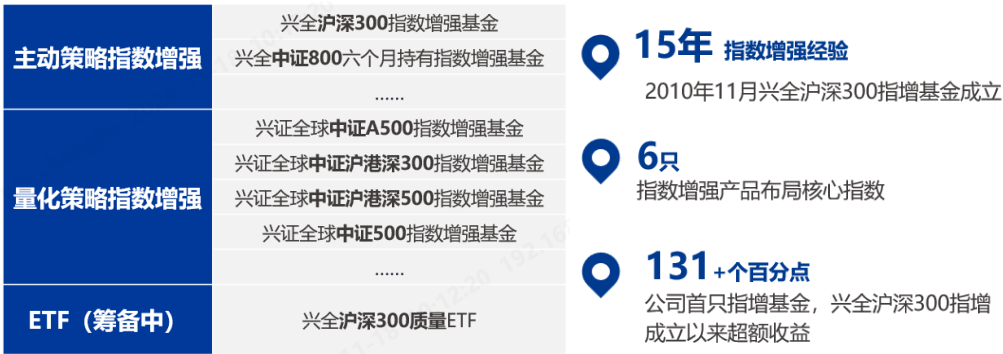 主动策略指数增强
兴全沪深300指数增强基金
兴全中证800六个月持有指数增强基金
……
量化策略指数增强
兴证全球中证A500指数增强基金
兴证全球中证沪港深300指数增强基金
兴证全球中证沪港深500指数增强基金
兴证全球中证500指数增强基金
……
ETF（筹备中）
兴全沪深300质量ETF
15年 指数增强经验
2010年11月兴全沪深300指增基金成立
6只
指数增强产品布局核心指数
131+个百分点
公司首只指增基金，兴全沪深300指增
成立以来超额收益